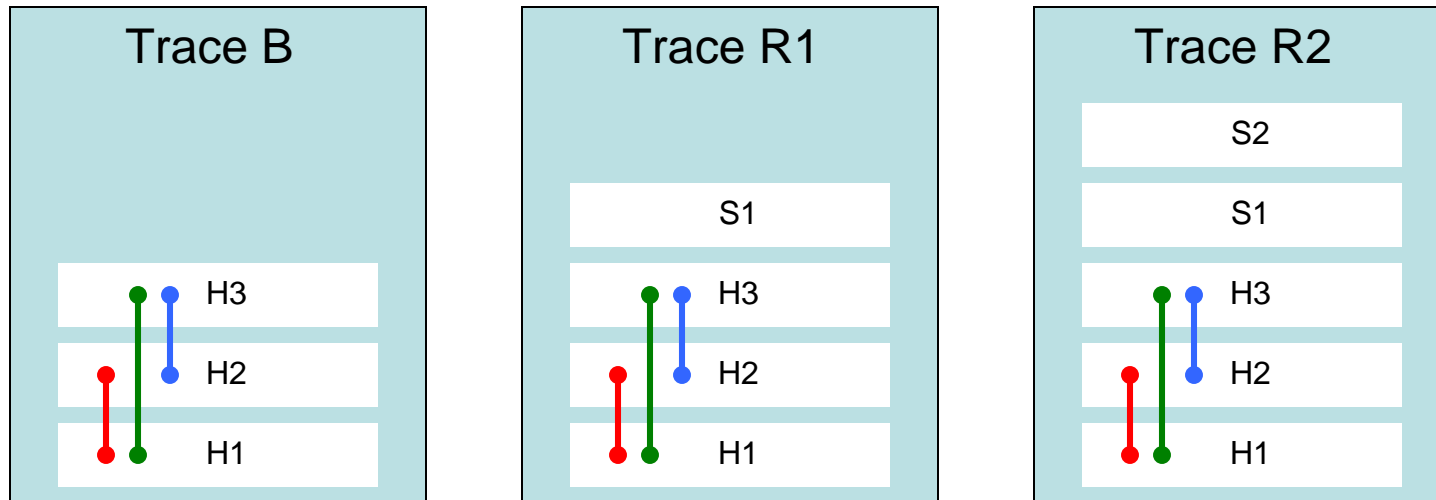 Trace B
H3
H2
H1
Trace R1
S1
H3
H2
H1
Trace R2
S2
S1
H3
H2
H1